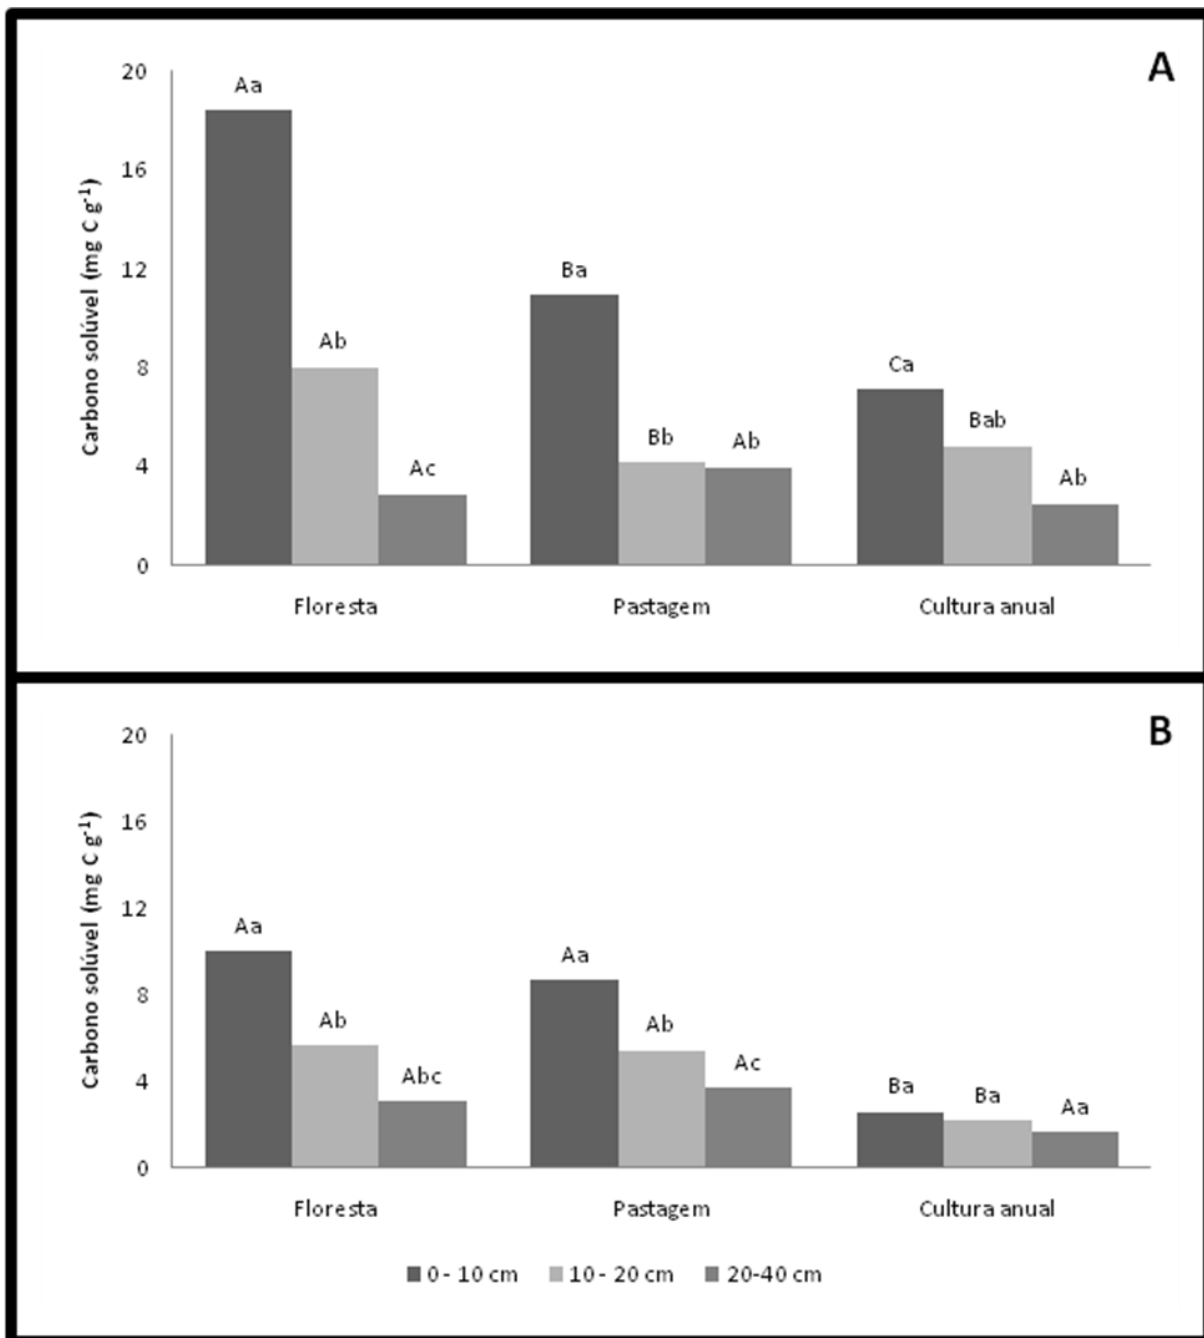 A
Carbono solúvel (mg C g-1)
20
16
12
8
4
0
Aa
Ab
Ac
Ba
Bb
Ab
Ca
Bab
Ab
Floresta Pastagem Cultura anual
B
Carbono solúvel (mg C g-1)
20
16
12
8
4
0
Aa
Ab
Abc
Aa
Ab
Ac
Ba
Ba
Aa
Floresta Pastagem Cultura anual
0 - 10 cm 10 - 20 cm 20-40 cm